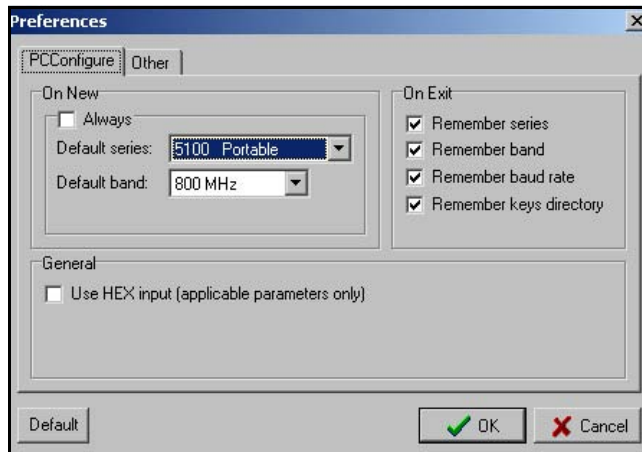 Preferences
PCConfigure
Other
On New
Always
Default series: 5100 Portable
Default band: 800 MHz
On Exit
Remember series
Remember band
Remember baud rate
Remember keys directory
General
Use HEX input (applicable parameters only)
Default
OK
Cancel